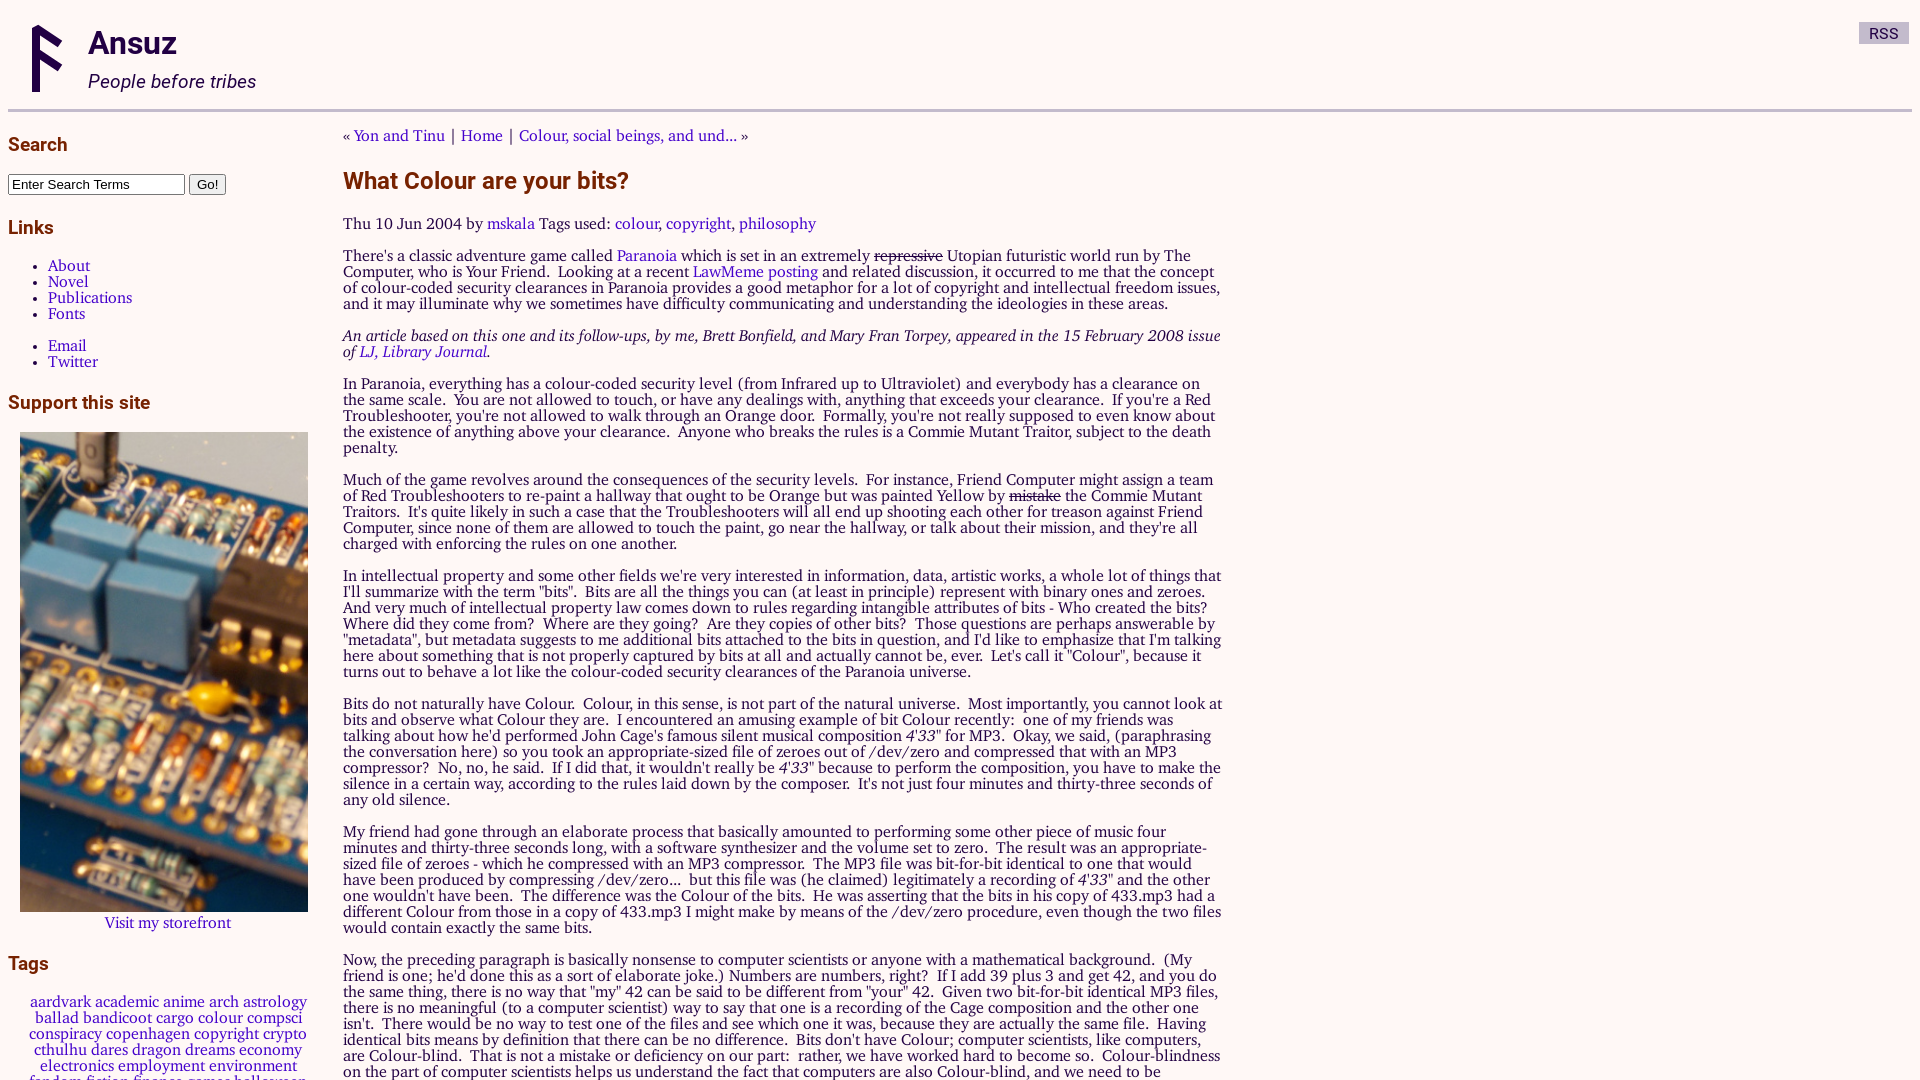 Ansuz
People before tribes
RSS
Search
Enter Search Terms
Go!
Links
About
Novel
Publications
Fonts
Email
Twitter
Support this site
Visit my storefront
Tags
aardvark academic anime arch astrology
ballad bandicoot cargo colour compsci
conspiracy copenhagen copyright crypto
cthulhu dares dragon dreams economy
electronics employment environment
fandom fiction finance games halloween
« Yon and Tinu | Home | Colour, social beings, and und... »
What Colour are your bits?
Thu 10 Jun 2004 by mskala Tags used: colour, copyright, philosophy
There's a classic adventure game called Paranoia which is set in an extremely repressive Utopian futuristic world run by The
Computer, who is Your Friend. Looking at a recent LawMeme posting and related discussion, it occurred to me that the concept
of colour-coded security clearances in Paranoia provides a good metaphor for a lot of copyright and intellectual freedom issues,
and it may illuminate why we sometimes have difficulty communicating and understanding the ideologies in these areas.
An article based on this one and its follow-ups, by me, Brett Bonfield, and Mary Fran Torpey, appeared in the 15 February 2008 issue
of LJ, Library Journal.
In Paranoia, everything has a colour-coded security level (from Infrared up to Ultraviolet) and everybody has a clearance on
the same scale. You are not allowed to touch, or have any dealings with, anything that exceeds your clearance. If you're a Red
Troubleshooter, you're not allowed to walk through an Orange door. Formally, you're not really supposed to even know about
the existence of anything above your clearance. Anyone who breaks the rules is a Commie Mutant Traitor, subject to the death
penalty.
Much of the game revolves around the consequences of the security levels. For instance, Friend Computer might assign a team
of Red Troubleshooters to re-paint a hallway that ought to be Orange but was painted Yellow by mistake the Commie Mutant
Traitors. It's quite likely in such a case that the Troubleshooters will all end up shooting each other for treason against Friend
Computer, since none of them are allowed to touch the paint, go near the hallway, or talk about their mission, and they're all
charged with enforcing the rules on one another.
In intellectual property and some other fields we're very interested in information, data, artistic works, a whole lot of things that
I'll summarize with the term "bits". Bits are all the things you can (at least in principle) represent with binary ones and zeroes.
And very much of intellectual property law comes down to rules regarding intangible attributes of bits - Who created the bits?
Where did they come from? Where are they going? Are they copies of other bits? Those questions are perhaps answerable by
"metadata", but metadata suggests to me additional bits attached to the bits in question, and I'd like to emphasize that I'm talking
here about something that is not properly captured by bits at all and actually cannot be, ever. Let's call it "Colour", because it
turns out to behave a lot like the colour-coded security clearances of the Paranoia universe.
Bits do not naturally have Colour. Colour, in this sense, is not part of the natural universe. Most importantly, you cannot look at
bits and observe what Colour they are. I encountered an amusing example of bit Colour recently: one of my friends was
talking about how he'd performed John Cage's famous silent musical composition 4'33" for MP3. Okay, we said, (paraphrasing
the conversation here) so you took an appropriate-sized file of zeroes out of /dev/zero and compressed that with an MP3
compressor? No, no, he said. If I did that, it wouldn't really be 4'33" because to perform the composition, you have to make the
silence in a certain way, according to the rules laid down by the composer. It's not just four minutes and thirty-three seconds of
any old silence.
My friend had gone through an elaborate process that basically amounted to performing some other piece of music four
minutes and thirty-three seconds long, with a software synthesizer and the volume set to zero. The result was an appropriate-
sized file of zeroes - which he compressed with an MP3 compressor. The MP3 file was bit-for-bit identical to one that would
have been produced by compressing /dev/zero... but this file was (he claimed) legitimately a recording of 4'33" and the other
one wouldn't have been. The difference was the Colour of the bits. He was asserting that the bits in his copy of 433.mp3 had a
different Colour from those in a copy of 433.mp3 I might make by means of the /dev/zero procedure, even though the two files
would contain exactly the same bits.
Now, the preceding paragraph is basically nonsense to computer scientists or anyone with a mathematical background. (My
friend is one; he'd done this as a sort of elaborate joke.) Numbers are numbers, right? If I add 39 plus 3 and get 42, and you do
the same thing, there is no way that "my" 42 can be said to be different from "your" 42. Given two bit-for-bit identical MP3 files,
there is no meaningful (to a computer scientist) way to say that one is a recording of the Cage composition and the other one
isn't. There would be no way to test one of the files and see which one it was, because they are actually the same file. Having
identical bits means by definition that there can be no difference. Bits don't have Colour; computer scientists, like computers,
are Colour-blind. That is not a mistake or deficiency on our part: rather, we have worked hard to become so. Colour-blindness
on the part of computer scientists helps us understand the fact that computers are also Colour-blind, and we need to be